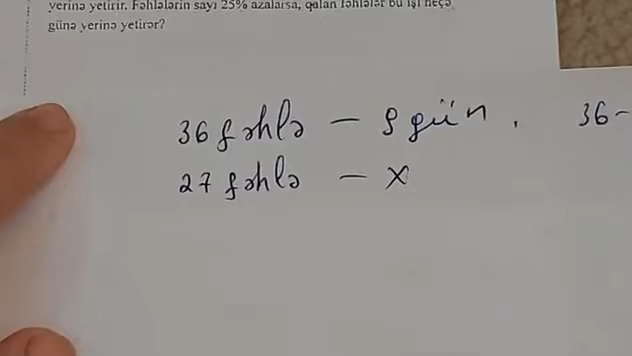 yerinə yetirir. Fəhlələrin sayı 25% azalarsa, qalan fəhlələr bu işi neçə
günə yerinə yetirər?
36 fəhlə — 9 gün. 36-
27 fəhlə — x